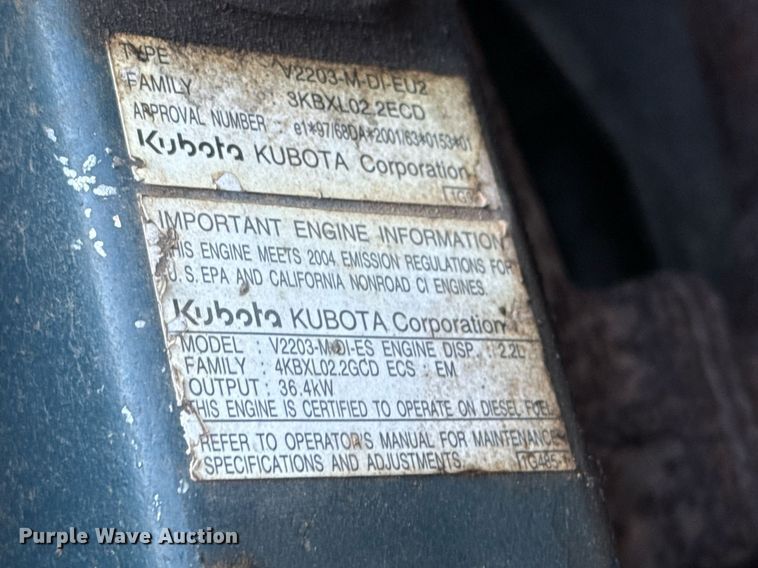 TYPE : V2203-M-DI-EU2
FAMILY : 3KBXL02.2ECD
APPROVAL NUMBER : e1*97/68DA*2001/63*0153*01
Kubota KUBOTA Corporation
IMPORTANT ENGINE INFORMATION
THIS ENGINE MEETS 2004 EMISSION REGULATIONS FOR
U.S.EPA AND CALIFORNIA NONROAD CI ENGINES.
Kubota KUBOTA Corporation
MODEL : V2203-M-DI-ES ENGINE DISP. : 2.2L
FAMILY : 4KBXL02.2GCD ECS : EM
OUTPUT : 36.4kW
THIS ENGINE IS CERTIFIED TO OPERATE ON DIESEL FUEL.
REFER TO OPERATOR'S MANUAL FOR MAINTENANCE
SPECIFICATIONS AND ADJUSTMENTS.
Purple Wave Auction